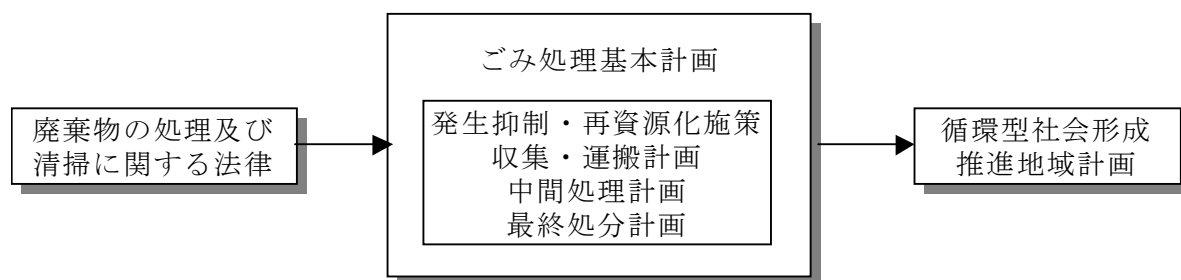 廃棄物の処理及び
清掃に関する法律
ごみ処理基本計画
発生抑制・再資源化施策
収集・運搬計画
中間処理計画
最終処分計画
循環型社会形成
推進地域計画